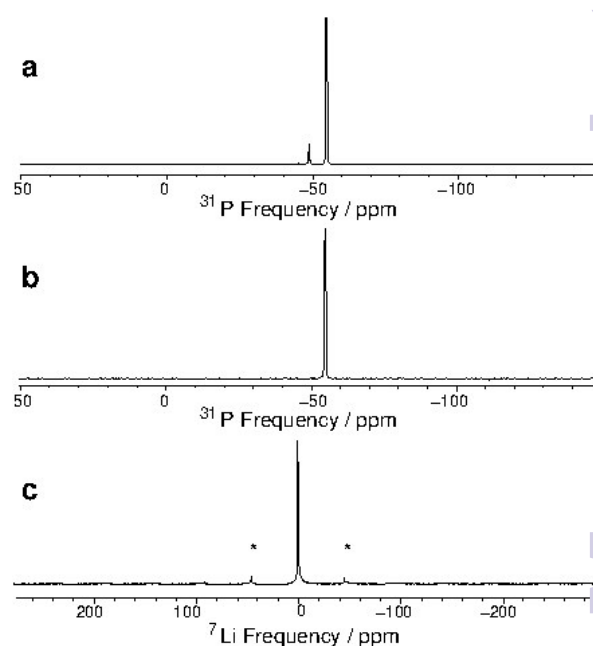 a
50 0 −50 −100
³¹P Frequency / ppm
b
50 0 −50 −100
³¹P Frequency / ppm
c
* *
200 100 0 −100 −200
⁷Li Frequency / ppm